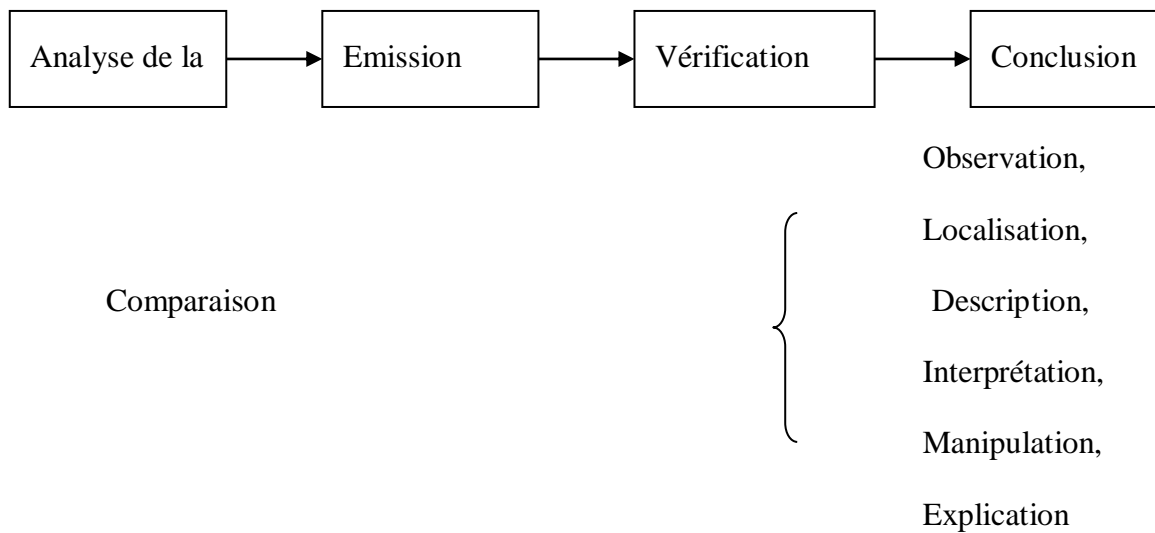 Analyse de la
Emission
Vérification
Conclusion
Observation,
Localisation,
Comparaison
Description,
Interprétation,
Manipulation,
Explication